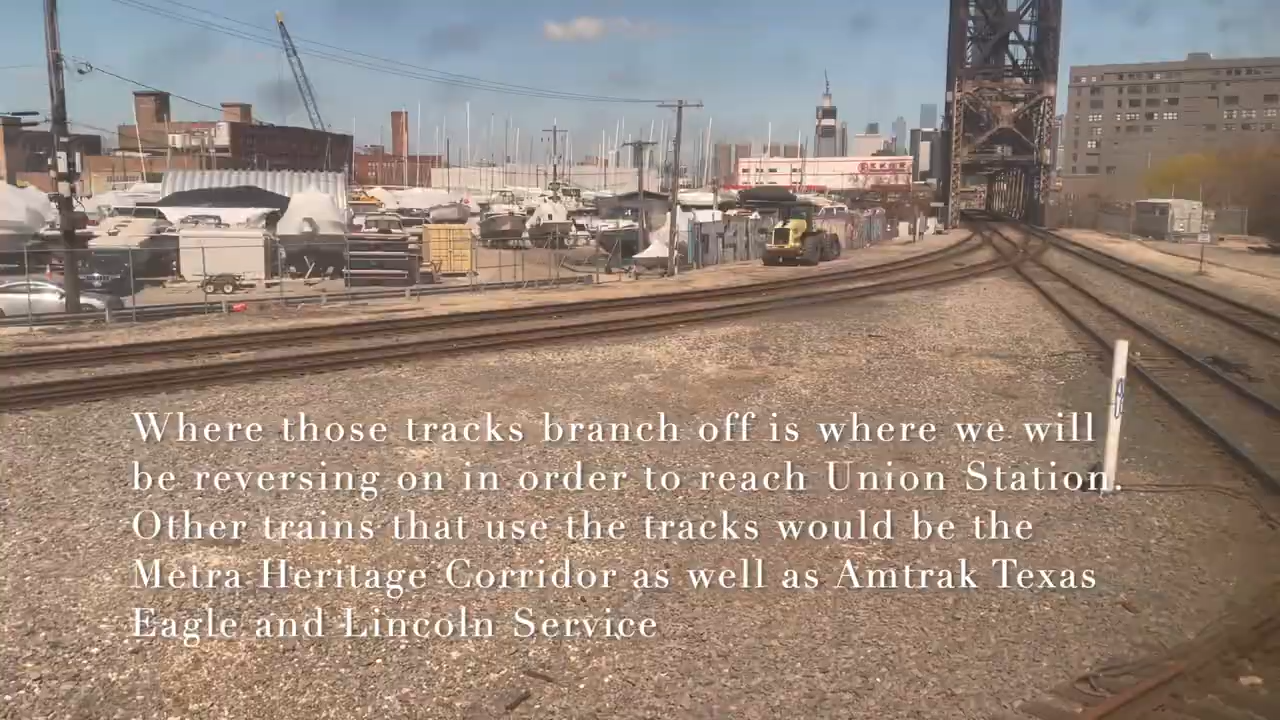 Where those tracks branch off is where we will
be reversing on in order to reach Union Station.
Other trains that use the tracks would be the
Metra Heritage Corridor as well as Amtrak Texas
Eagle and Lincoln Service